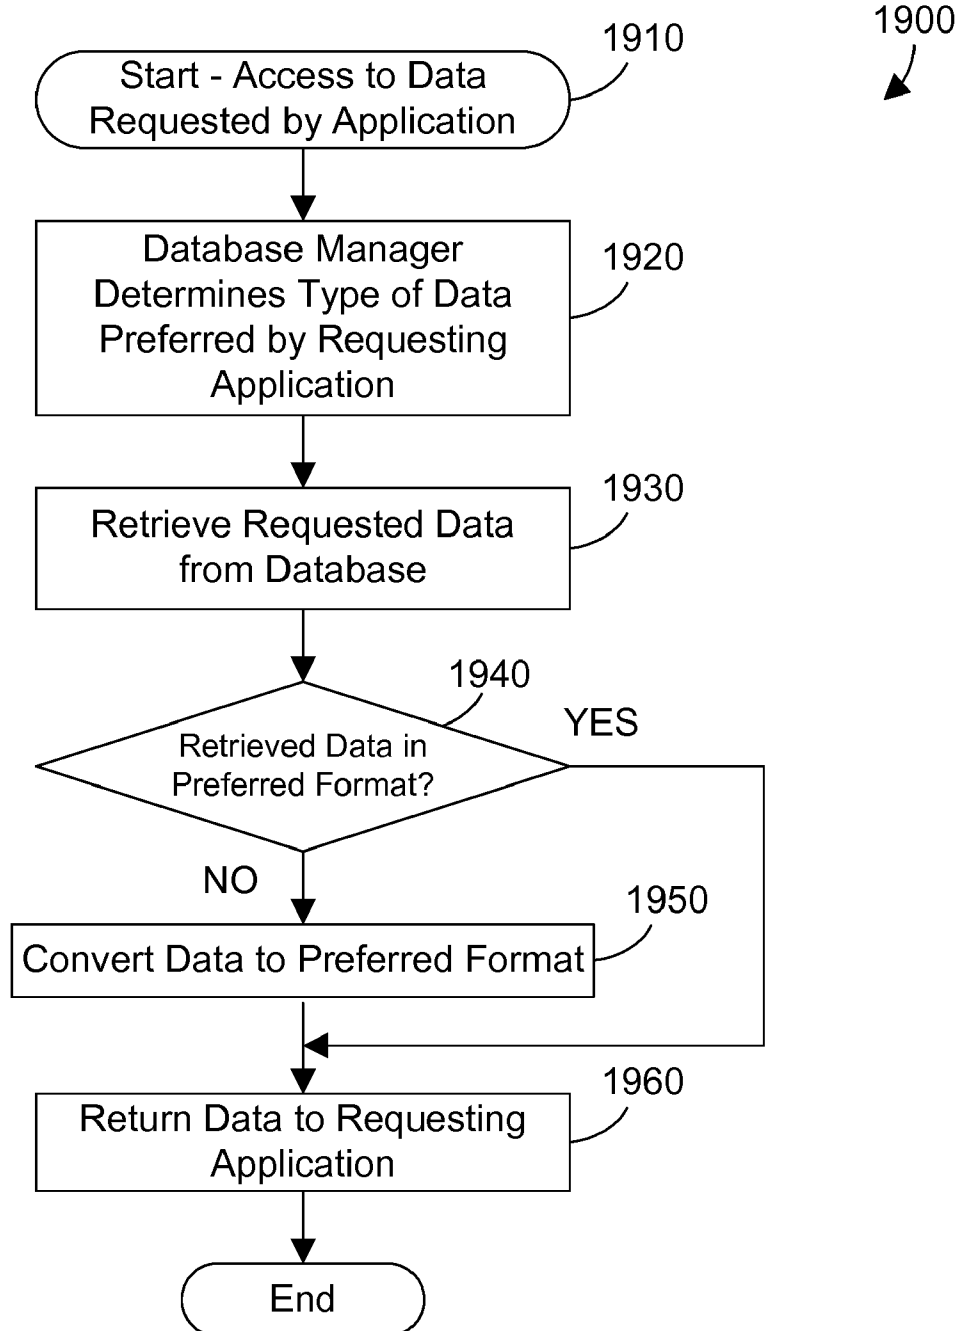 1900
1910
Start - Access to Data
Requested by Application
1920
Database Manager
Determines Type of Data
Preferred by Requesting
Application
1930
Retrieve Requested Data
from Database
1940
YES
Retrieved Data in
Preferred Format?
NO
1950
Convert Data to Preferred Format
1960
Return Data to Requesting
Application
End